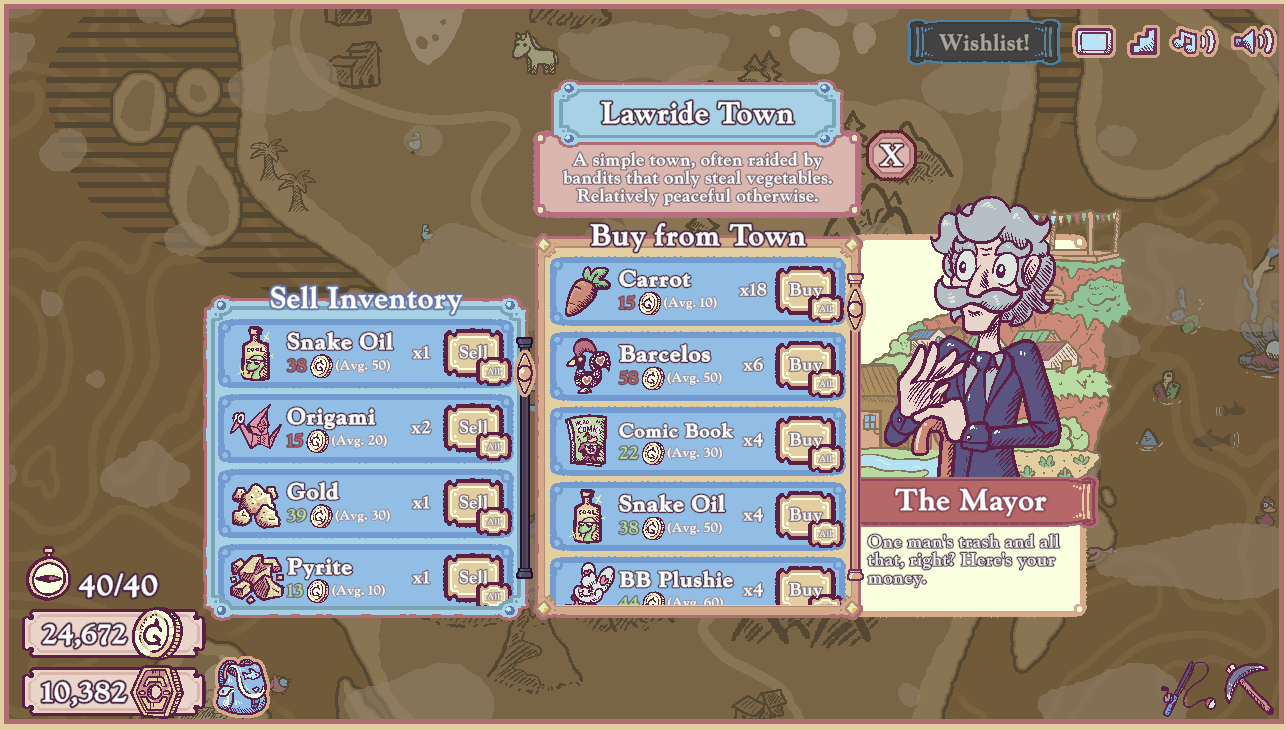 Wishlist!
Lawride Town
A simple town, often raided by
bandits that only steal vegetables.
Relatively peaceful otherwise.
X
Buy from Town
Carrot
15 (Avg. 10)
x18
Buy
All
Barcelos
58 (Avg. 50)
x6
Buy
All
Comic Book
22 (Avg. 30)
x4
Buy
All
Snake Oil
38 (Avg. 50)
x4
Buy
All
BB Plushie
44 (Avg. 60)
x4
Buy
Sell Inventory
Snake Oil
38 (Avg. 50)
x1
Sell
All
Origami
15 (Avg. 20)
x2
Sell
All
Gold
39 (Avg. 30)
x1
Sell
All
Pyrite
13 (Avg. 10)
x1
Sell
All
The Mayor
One man's trash and all
that, right? Here's your
money.
40/40
24,672
10,382